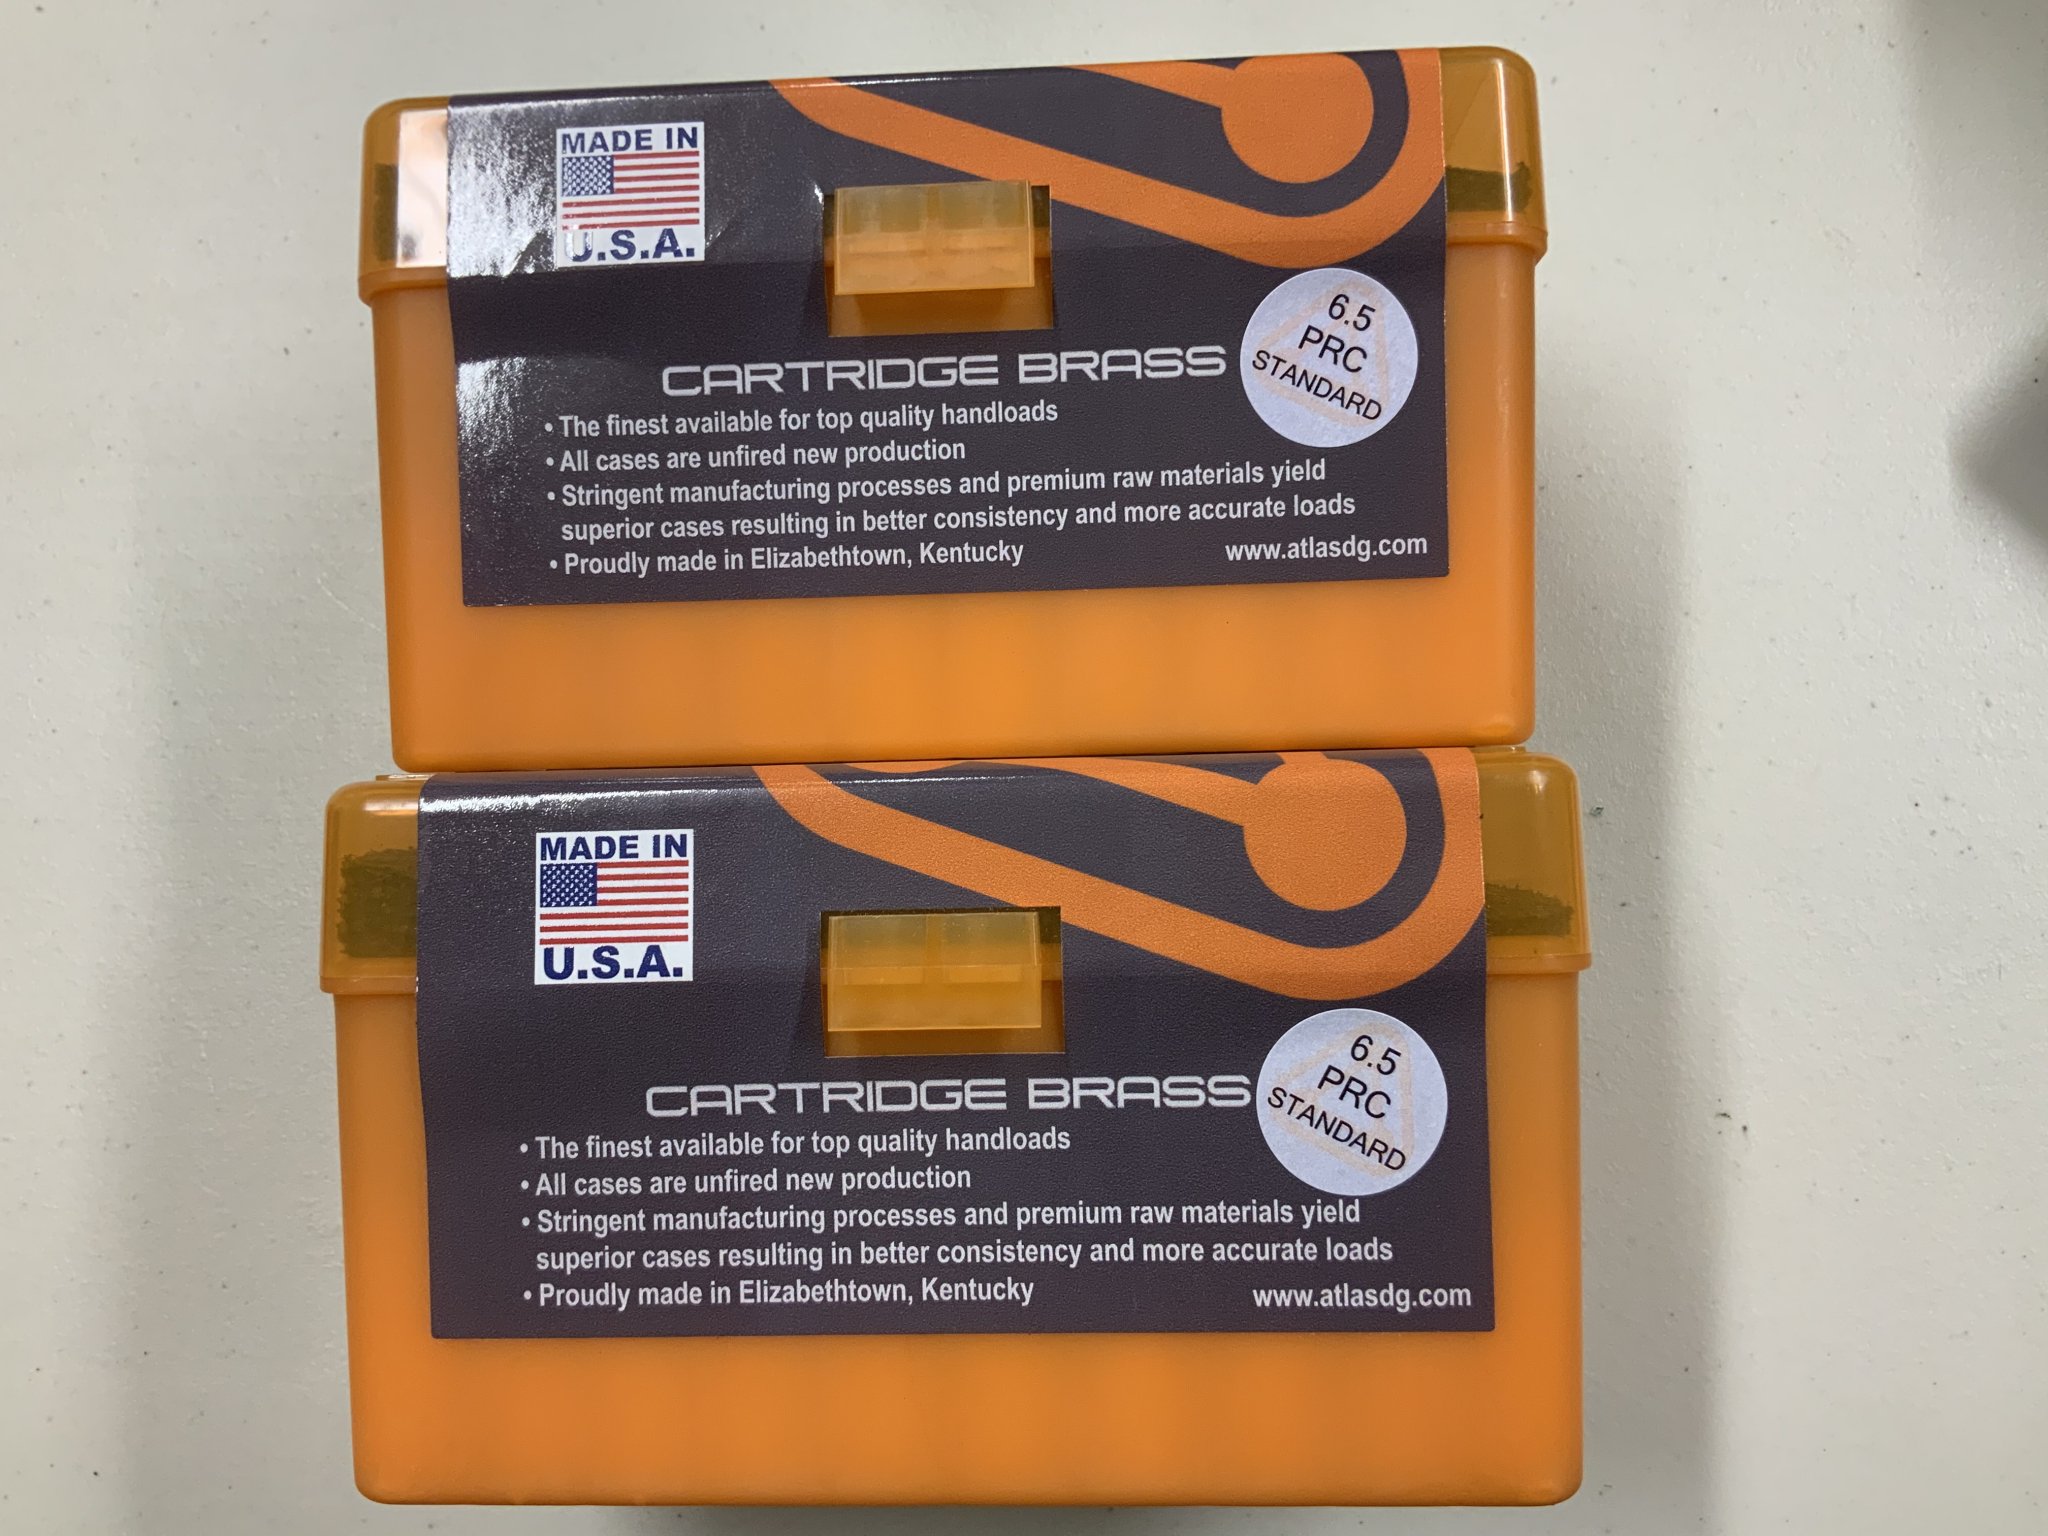 MADE IN
U.S.A.
6.5
PRC
STANDARD
CARTRIDGE BRASS
• The finest available for top quality handloads
• All cases are unfired new production
• Stringent manufacturing processes and premium raw materials yield
superior cases resulting in better consistency and more accurate loads
• Proudly made in Elizabethtown, Kentucky
www.atlasdg.com
MADE IN
U.S.A.
6.5
PRC
STANDARD
CARTRIDGE BRASS
• The finest available for top quality handloads
• All cases are unfired new production
• Stringent manufacturing processes and premium raw materials yield
superior cases resulting in better consistency and more accurate loads
• Proudly made in Elizabethtown, Kentucky
www.atlasdg.com